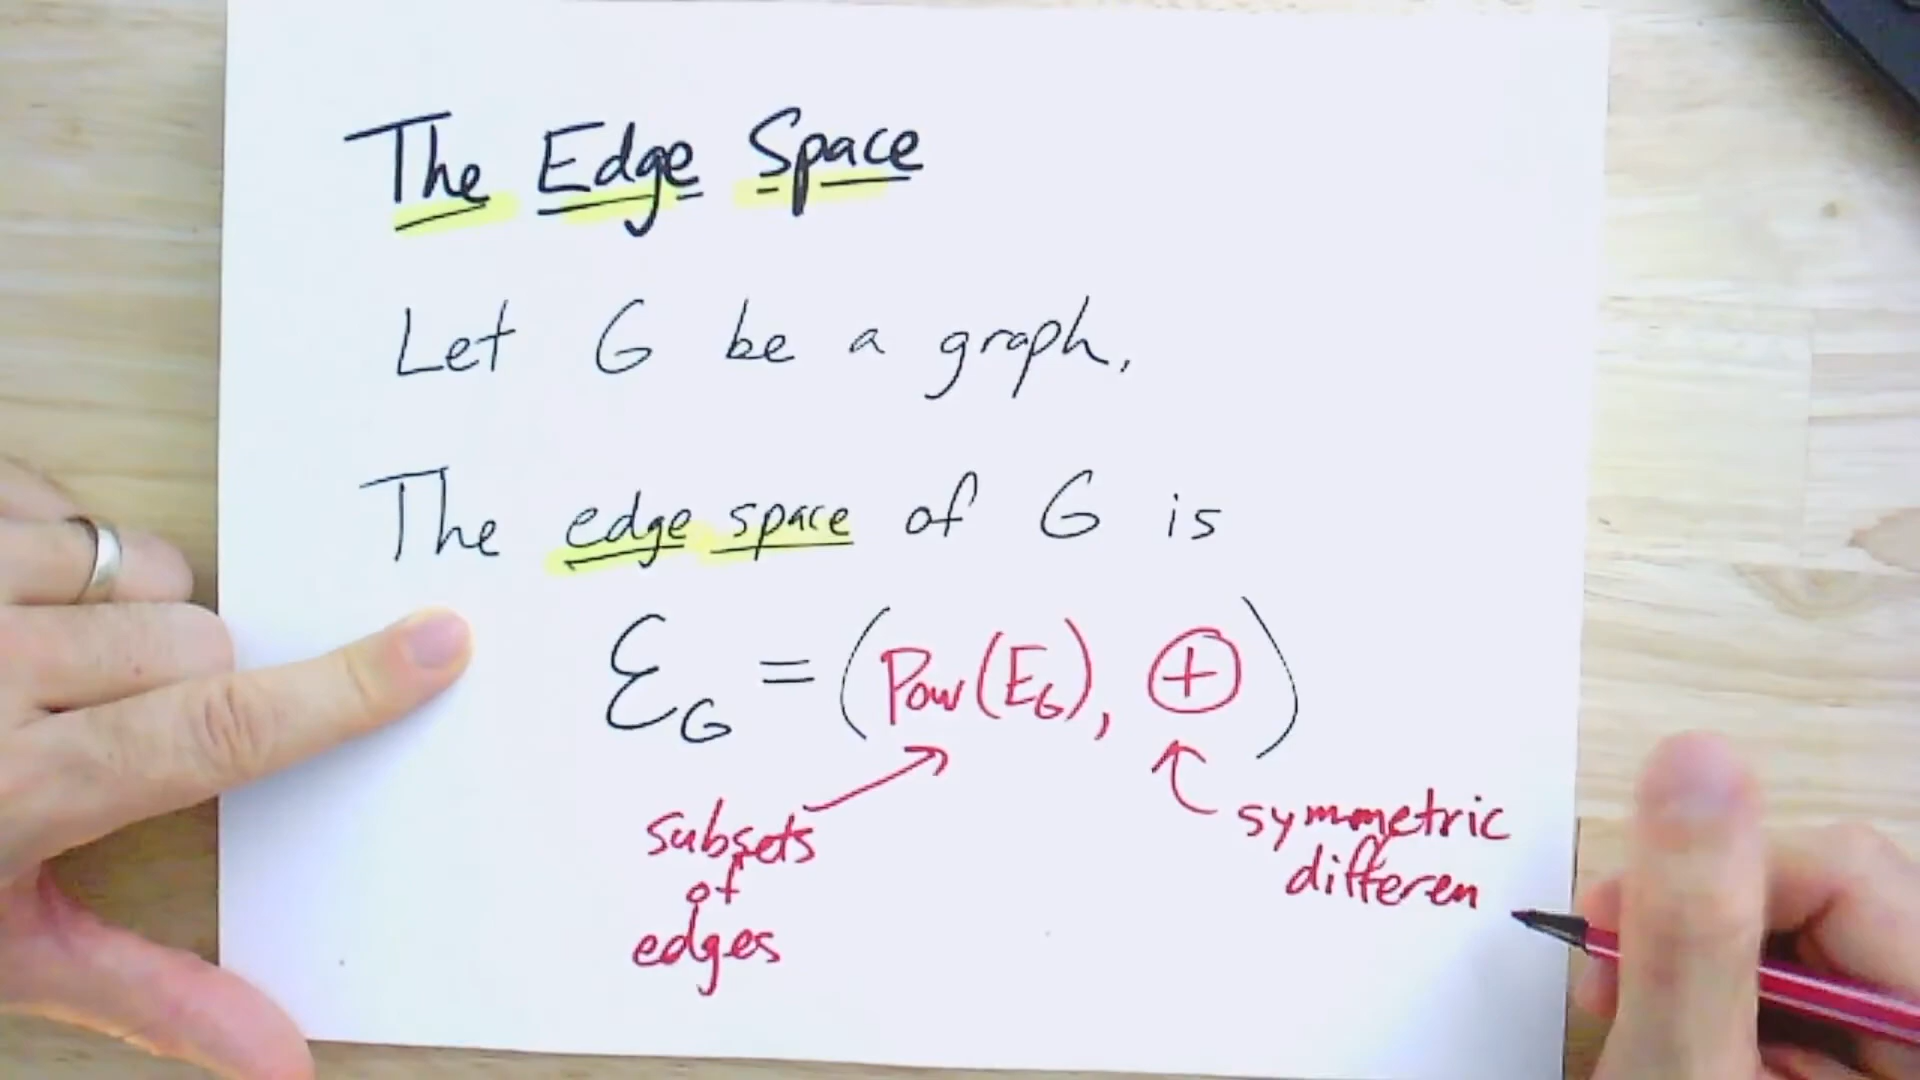 The Edge Space
Let G be a graph.
The edge space of G is
ℰ_G = (Pow(E_G), ⊕)
subsets
of
edges
symmetric
differen